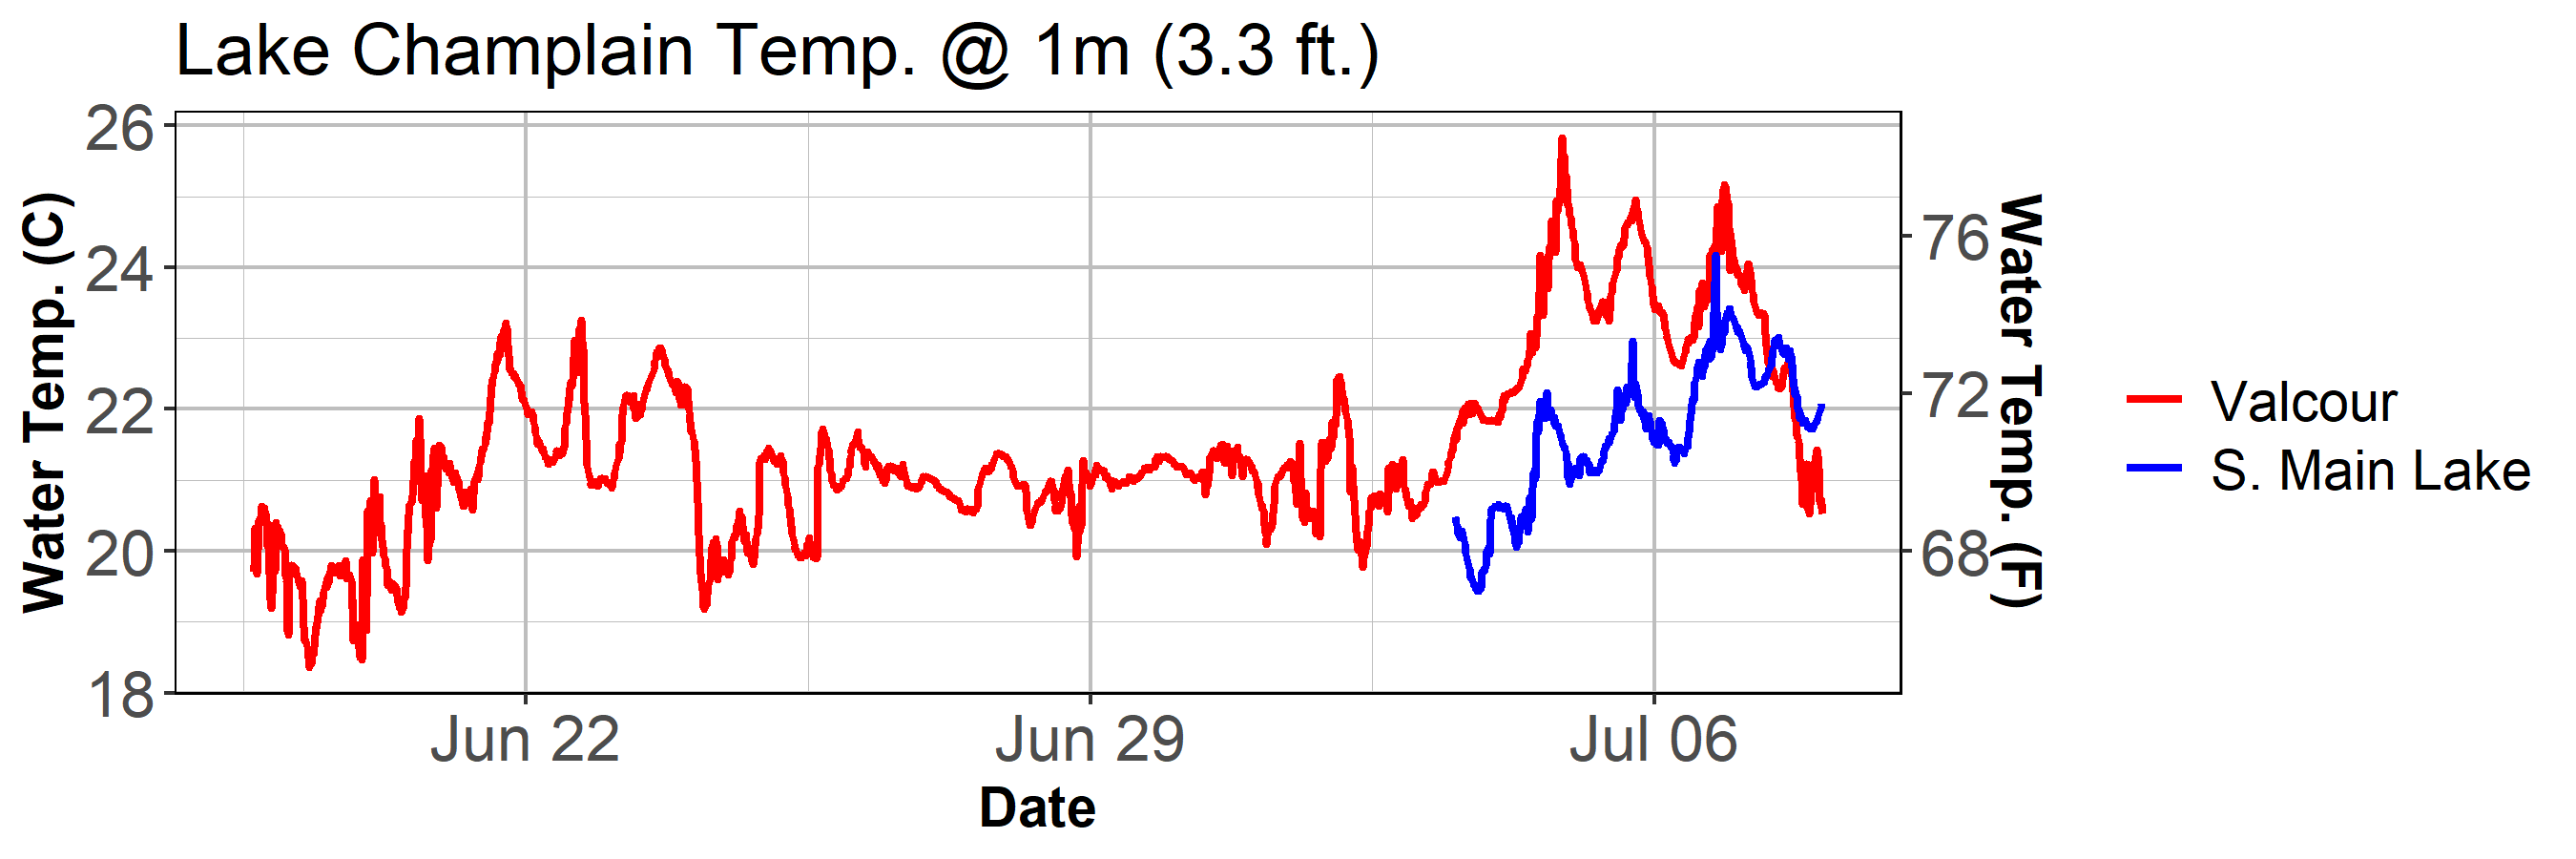 Lake Champlain Temp. @ 1m (3.3 ft.)
Water Temp. (C)
26
24
22
20
18
76
72
68
Water Temp. (F)
Jun 22
Jun 29
Jul 06
Date
Valcour
S. Main Lake